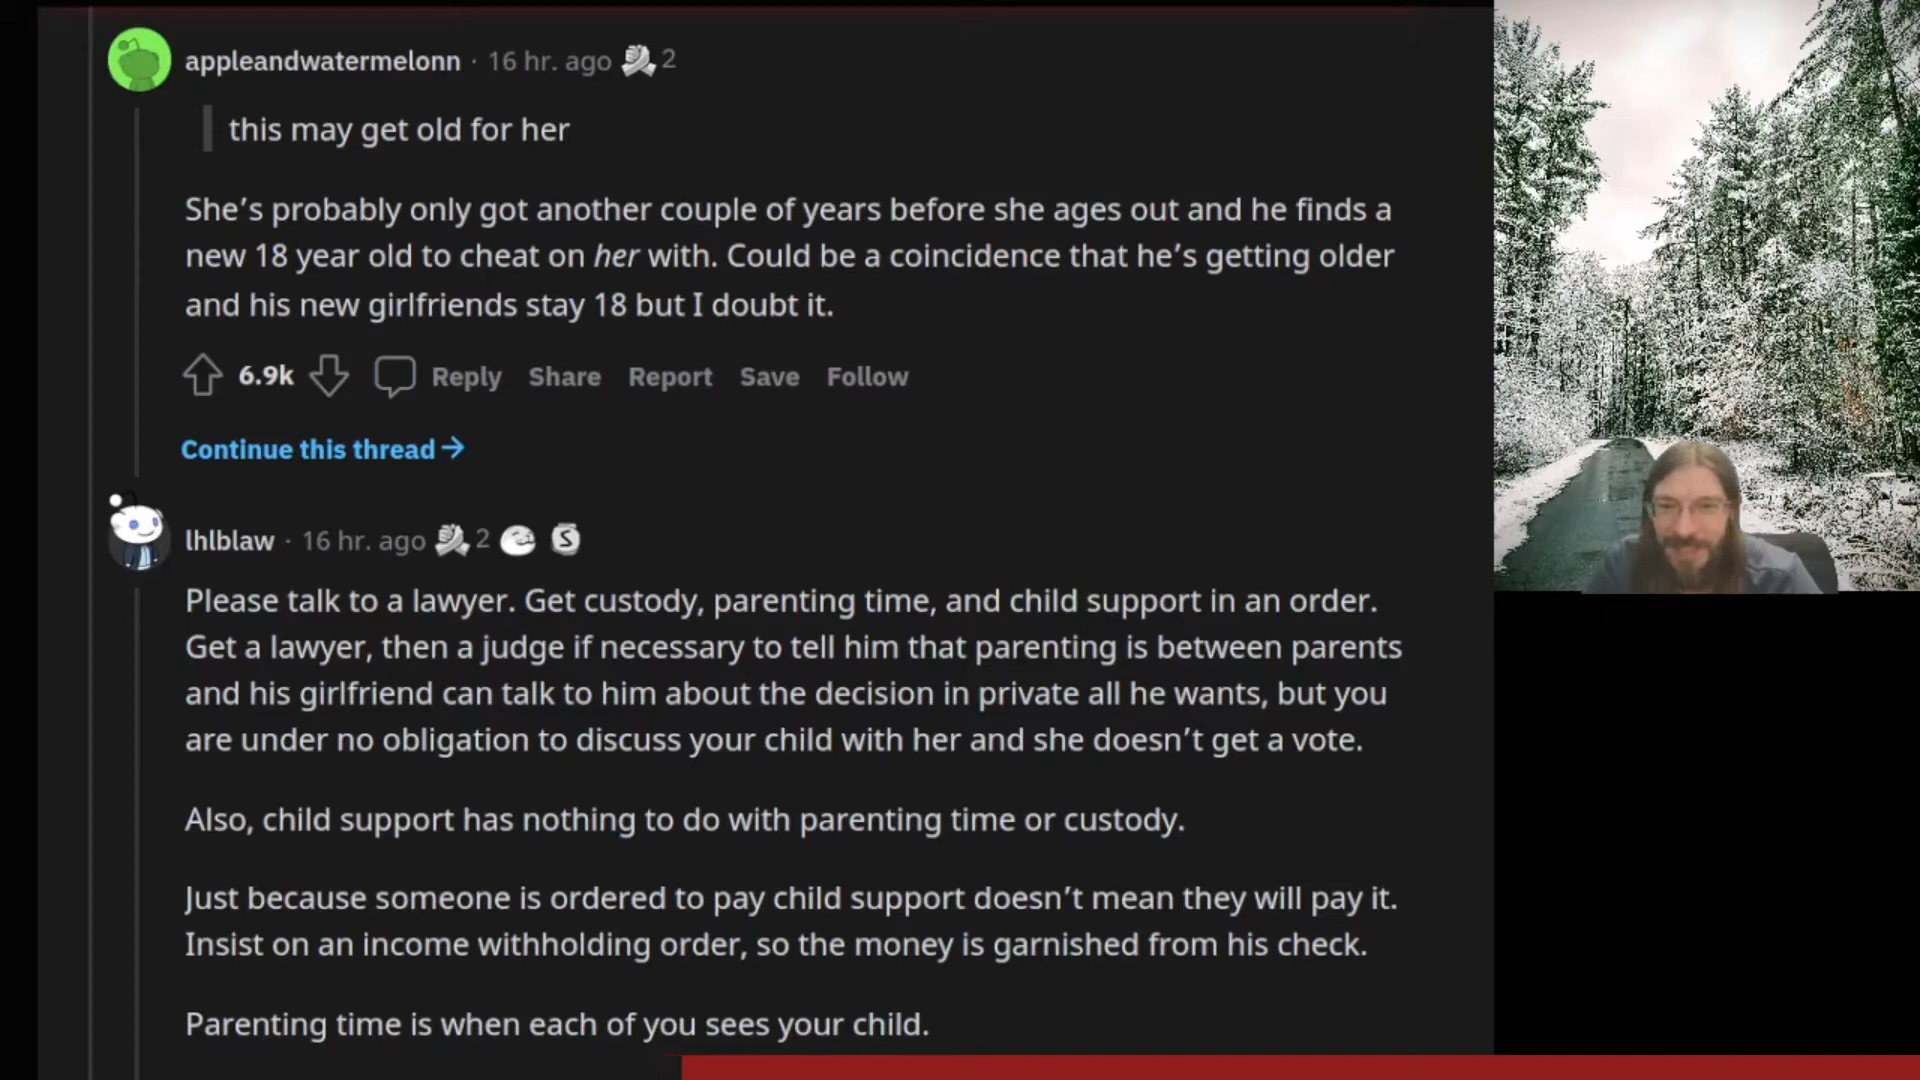 appleandwatermelonn · 16 hr. ago 2
this may get old for her
She’s probably only got another couple of years before she ages out and he finds a
new 18 year old to cheat on her with. Could be a coincidence that he’s getting older
and his new girlfriends stay 18 but I doubt it.
6.9k Reply Share Report Save Follow
Continue this thread →
lhlblaw · 16 hr. ago 2 S
Please talk to a lawyer. Get custody, parenting time, and child support in an order.
Get a lawyer, then a judge if necessary to tell him that parenting is between parents
and his girlfriend can talk to him about the decision in private all he wants, but you
are under no obligation to discuss your child with her and she doesn’t get a vote.
Also, child support has nothing to do with parenting time or custody.
Just because someone is ordered to pay child support doesn’t mean they will pay it.
Insist on an income withholding order, so the money is garnished from his check.
Parenting time is when each of you sees your child.